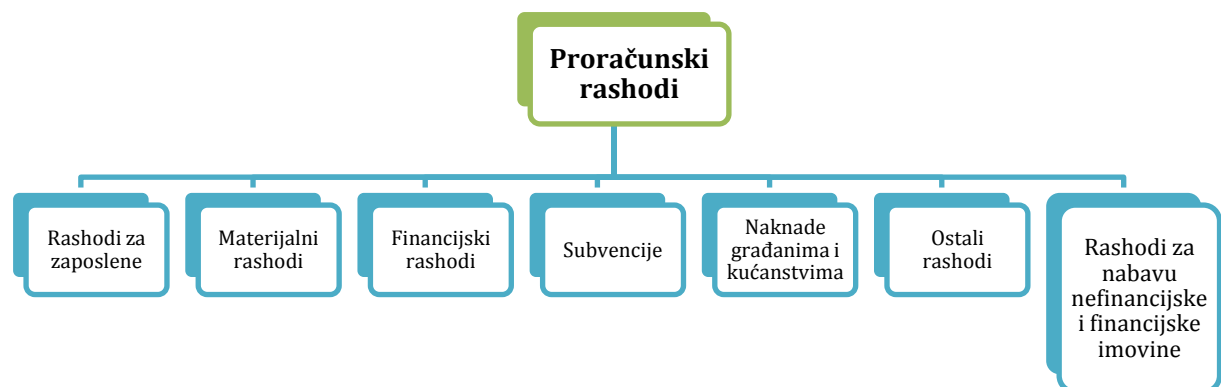 Proračunski
rashodi
Rashodi za
zaposlene
Materijalni
rashodi
Financijski
rashodi
Subvencije
Naknade
građanima i
kućanstvima
Ostali
rashodi
Rashodi za
nabavu
nefinancijske
i financijske
imovine